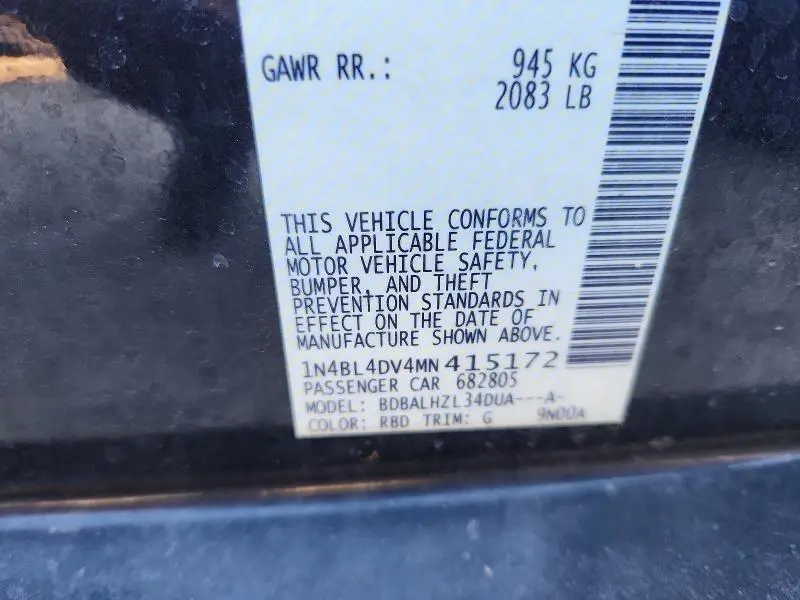 GAWR RR.: 945 KG
2083 LB
THIS VEHICLE CONFORMS TO
ALL APPLICABLE FEDERAL
MOTOR VEHICLE SAFETY,
BUMPER, AND THEFT
PREVENTION STANDARDS IN
EFFECT ON THE DATE OF
MANUFACTURE SHOWN ABOVE.
1N4BL4DV4MN415172
PASSENGER CAR 682805
MODEL: BDBALHZL34DUA---A-
COLOR: RBD TRIM: G 9N00A